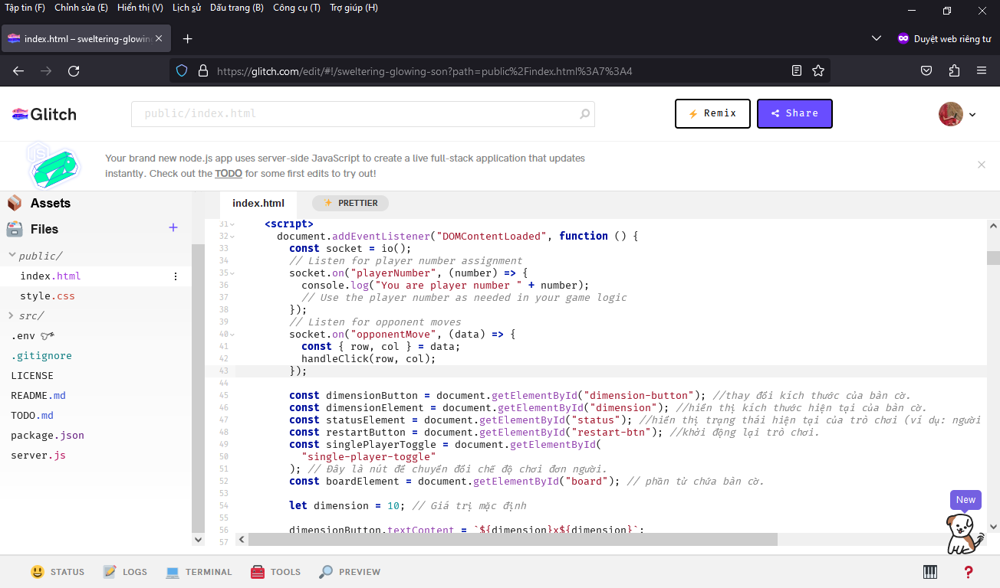 Tập tin (F) Chỉnh sửa (E) Hiển thị (V) Lịch sử Dấu trang (B) Công cụ (T) Trợ giúp (H)
index.html – sweltering-glowing
Duyệt web riêng tư
https://glitch.com/edit/#!/sweltering-glowing-son?path=public%2Findex.html%3A7%3A4
Glitch
public/index.html
Remix
Share
JS
Your brand new node.js app uses server-side JavaScript to create a live full-stack application that updates
instantly. Check out the TODO for some first edits to try out!
Assets
Files
public/
index.html
style.css
src/
.env
.gitignore
LICENSE
README.md
TODO.md
package.json
server.js
index.html
PRETTIER
31 <script>
32 document.addEventListener("DOMContentLoaded", function () {
33 const socket = io();
34 // Listen for player number assignment
35 socket.on("playerNumber", (number) => {
36 console.log("You are player number " + number);
37 // Use the player number as needed in your game logic
38 });
39 // Listen for opponent moves
40 socket.on("opponentMove", (data) => {
41 const { row, col } = data;
42 handleClick(row, col);
43 });
44
45 const dimensionButton = document.getElementById("dimension-button"); //thay đổi kích thước của bàn cờ.
46 const dimensionElement = document.getElementById("dimension"); //hiển thị kích thước hiện tại của bàn cờ.
47 const statusElement = document.getElementById("status"); //hiển thị trạng thái hiện tại của trò chơi (ví dụ: người
48 const restartButton = document.getElementById("restart-btn"); //khởi động lại trò chơi.
49 const singlePlayerToggle = document.getElementById(
50 "single-player-toggle"
51 ); // Đây là nút để chuyển đổi chế độ chơi đơn người.
52 const boardElement = document.getElementById("board"); // phần tử chứa bàn cờ.
53
54 let dimension = 10; // Giá trị mặc định
55
56 dimensionButton.textContent = `${dimension}x${dimension}`;
57
New
STATUS
LOGS
TERMINAL
TOOLS
PREVIEW
?